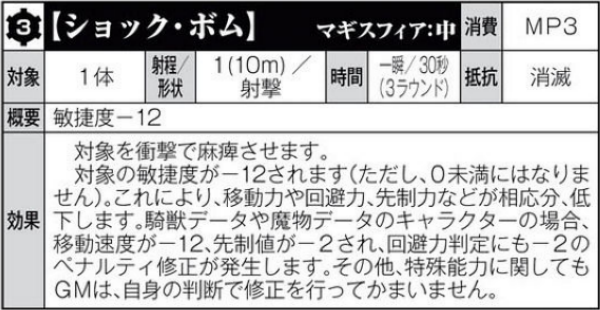 3【ショック・ボム】 マギスフィア:中 消費 MP3
対象 1体 射程/形状 1(10m)/射撃 時間 一瞬/30秒(3ラウンド) 抵抗 消滅
概要 敏捷度-12
効果
対象を衝撃で麻痺させます。
対象の敏捷度が-12されます(ただし、0未満にはなりま
せん)。これにより、移動力や回避力、先制力などが相応分、低
下します。騎獣データや魔物データのキャラクターの場合、
移動速度が-12、先制値が-2され、回避力判定にも-2の
ペナルティ修正が発生します。その他、特殊能力に関しても
GMは、自身の判断で修正を行ってかまいません。